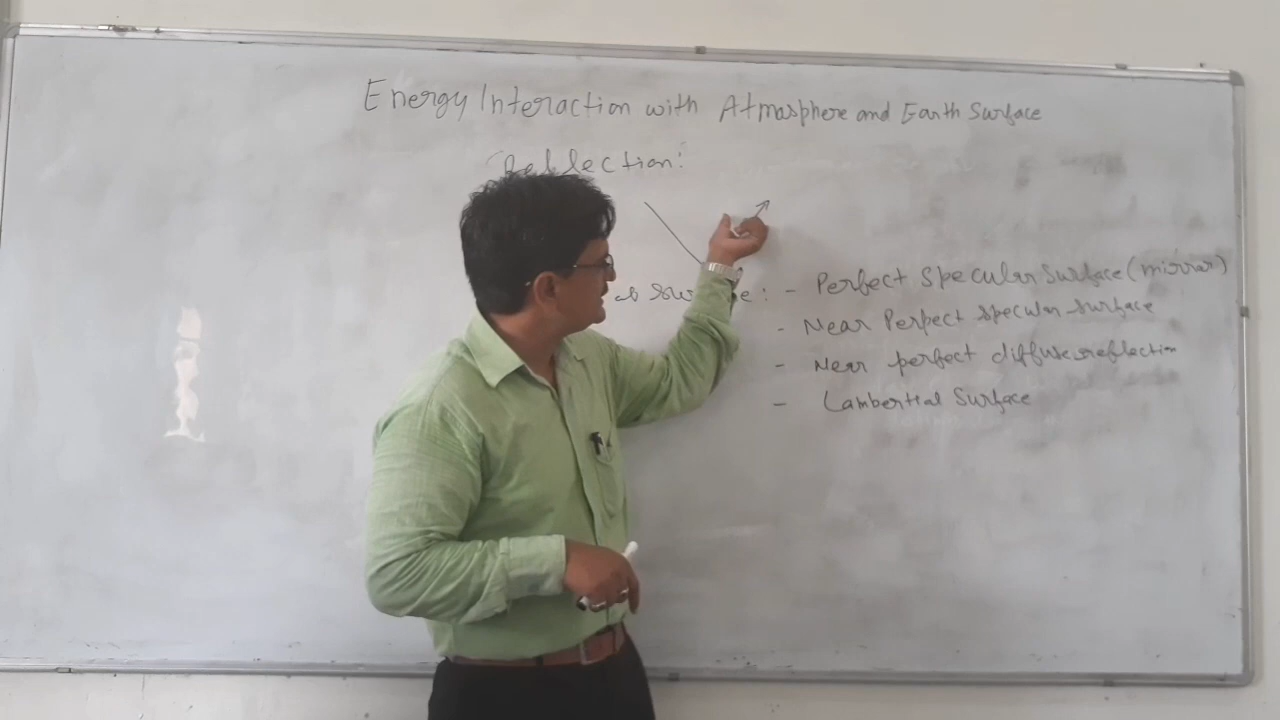 Energy Interaction with Atmasphere and Earth Surface
Reflection:
: - Perfect Specular Surface (mirror)
- Near Perfect specular surface
- Near perfect diffuse reflection
- Lambertial Surface